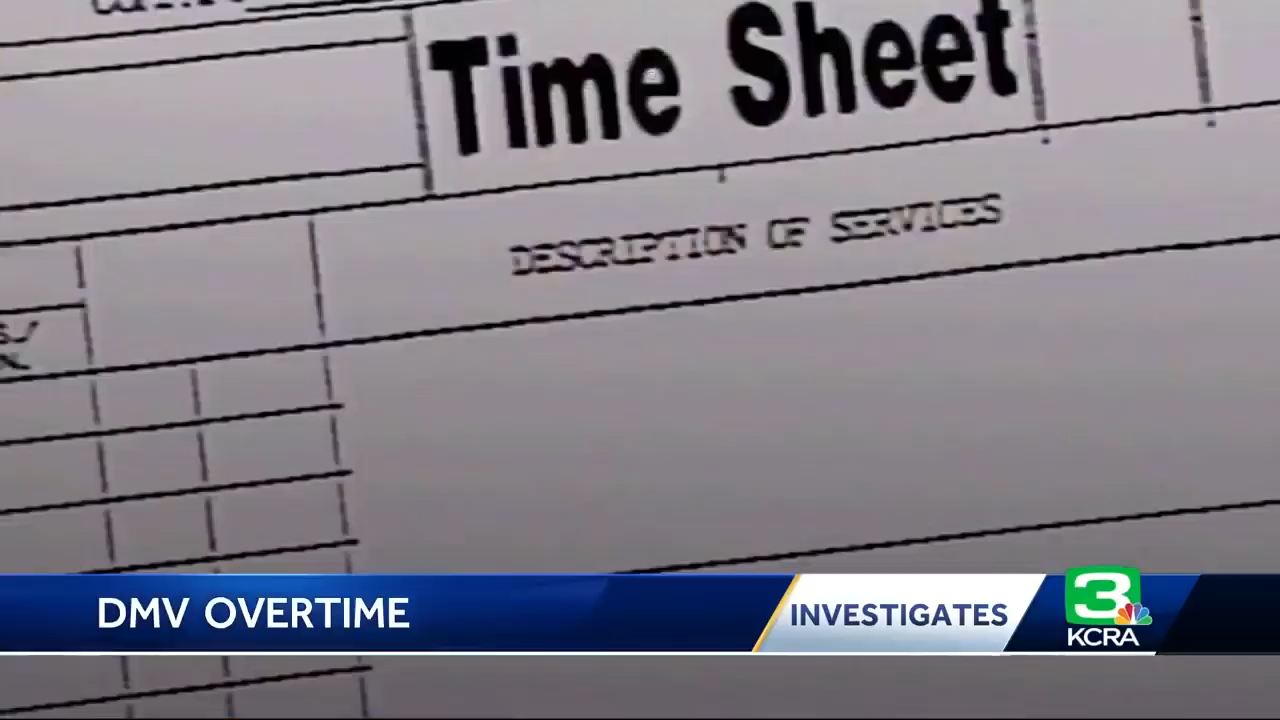 Time Sheet
DESCRIPTION OF SERVICES
DMV OVERTIME
INVESTIGATES
3
KCRA